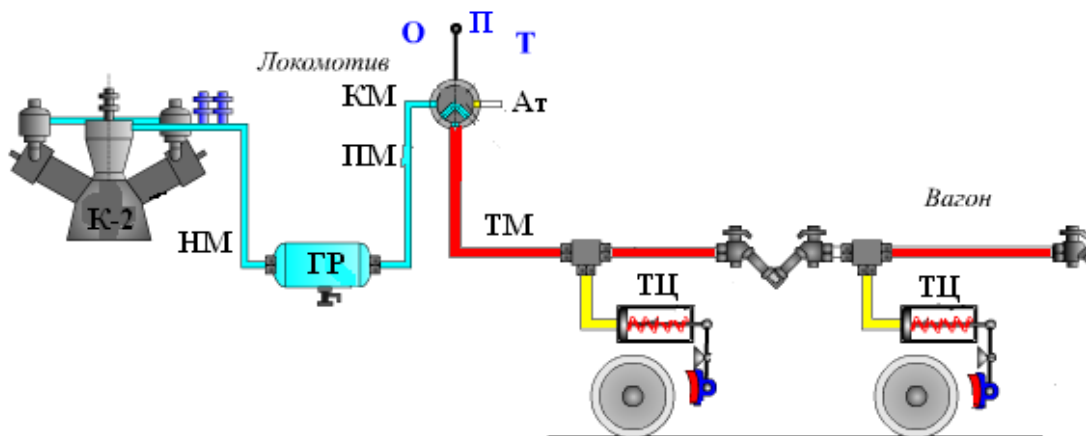 О П Т
Локомотив
КМ
Ат
ПМ
К-2
НМ
ГР
ТМ
Вагон
ТЦ
ТЦ